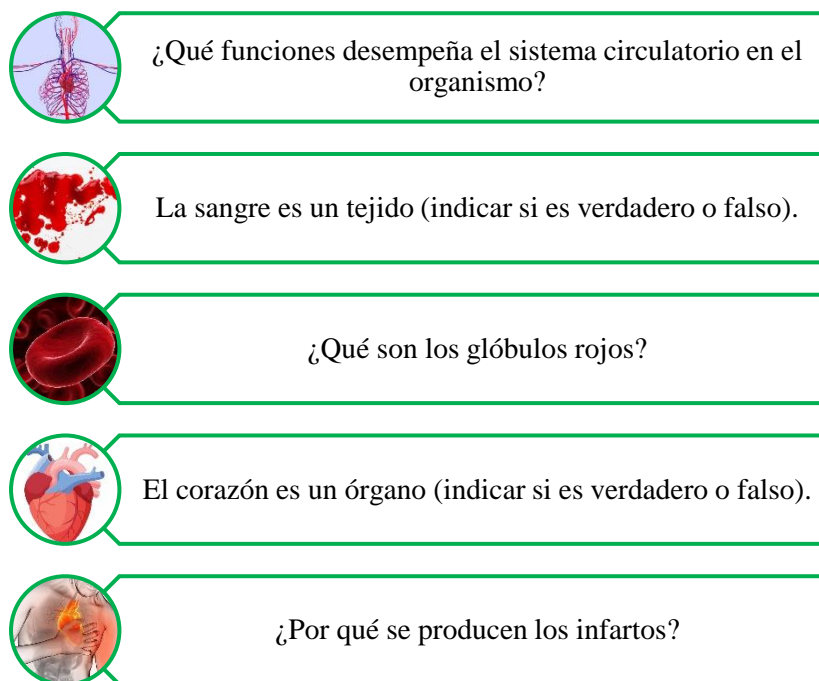 ¿Qué funciones desempeña el sistema circulatorio en el
organismo?
La sangre es un tejido (indicar si es verdadero o falso).
¿Qué son los glóbulos rojos?
El corazón es un órgano (indicar si es verdadero o falso).
¿Por qué se producen los infartos?